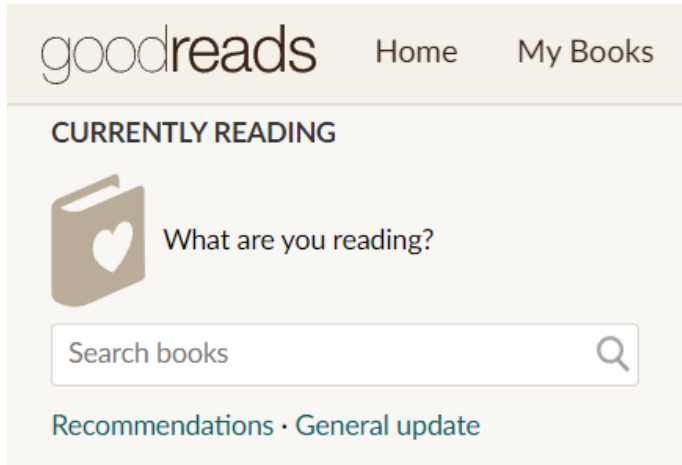 goodreads Home My Books
CURRENTLY READING
What are you reading?
Search books
Recommendations · General update